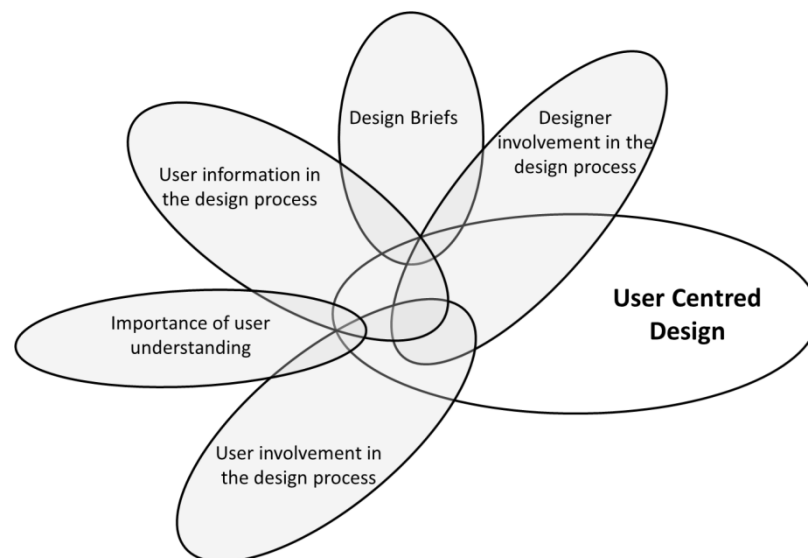 Design Briefs
Designer
involvement in the
design process
User information in
the design process
User Centred
Design
Importance of user
understanding
User involvement in
the design process